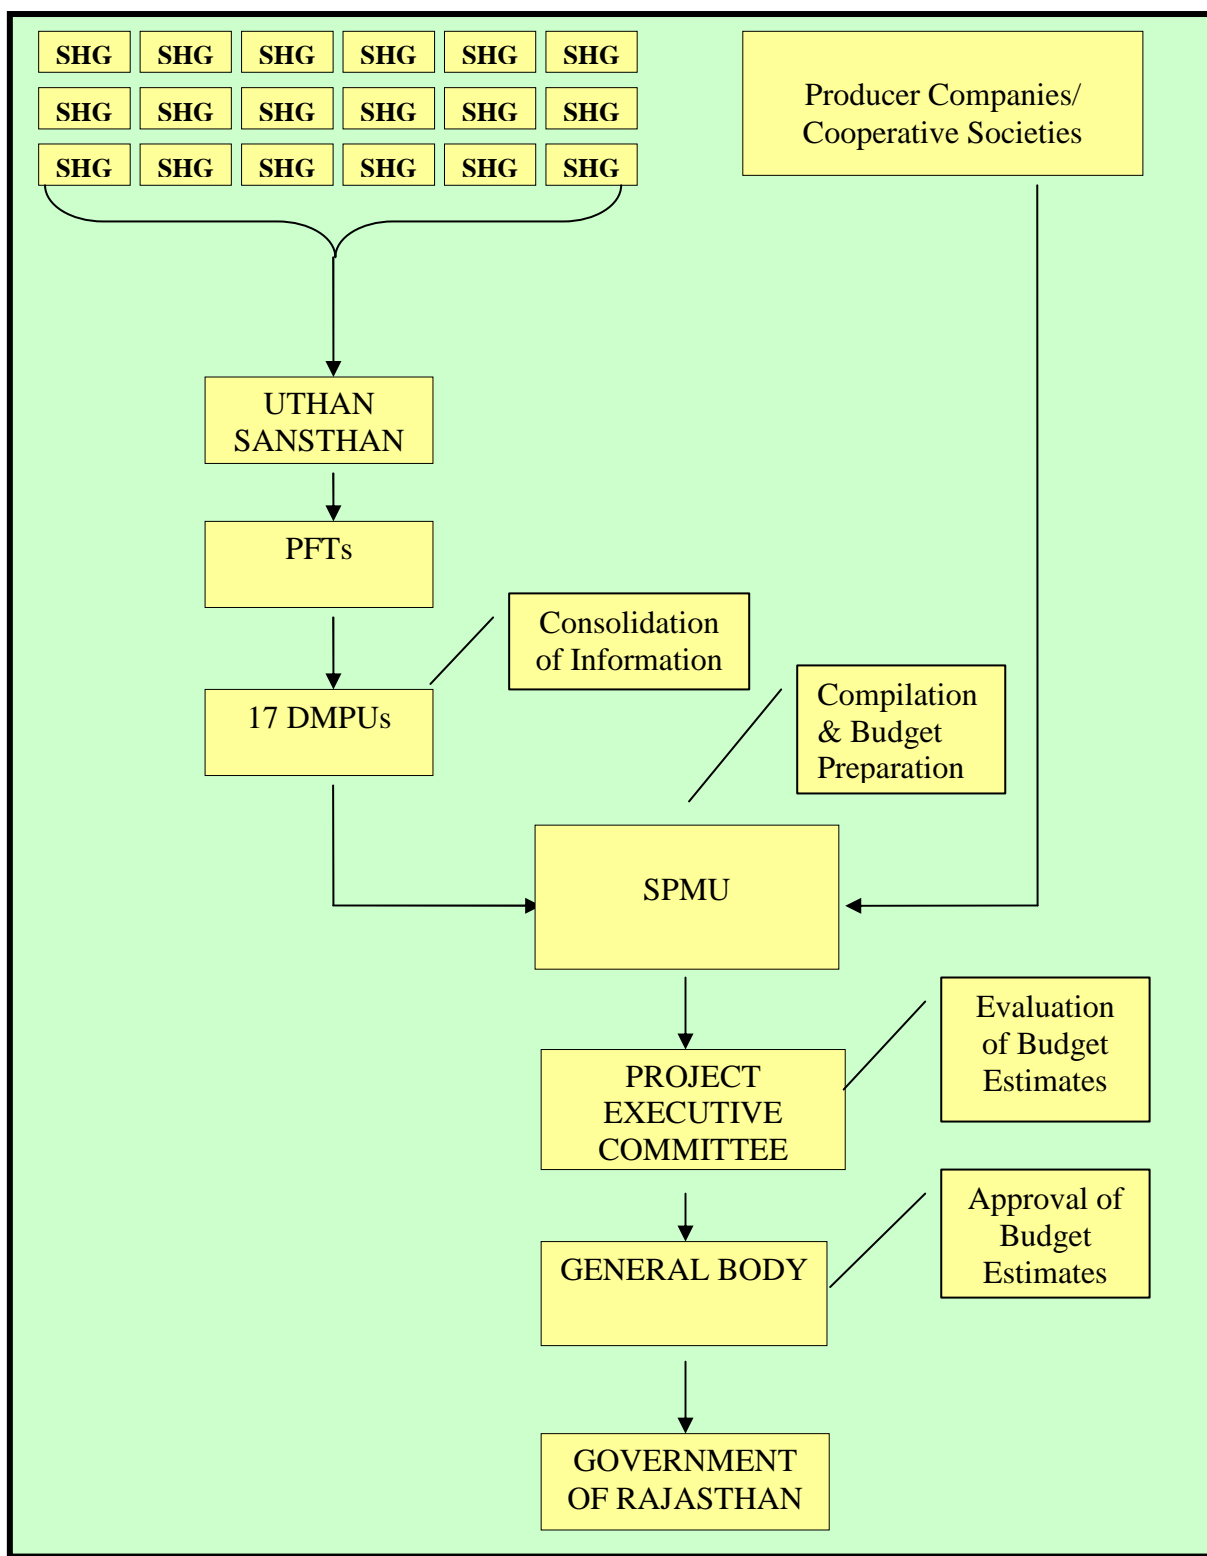 SHG SHG SHG SHG SHG SHG
SHG SHG SHG SHG SHG SHG
SHG SHG SHG SHG SHG SHG
Producer Companies/
Cooperative Societies
UTHAN
SANSTHAN
PFTs
Consolidation
of Information
17 DMPUs
Compilation
& Budget
Preparation
SPMU
Evaluation
of Budget
Estimates
PROJECT
EXECUTIVE
COMMITTEE
Approval of
Budget
Estimates
GENERAL BODY
GOVERNMENT
OF RAJASTHAN